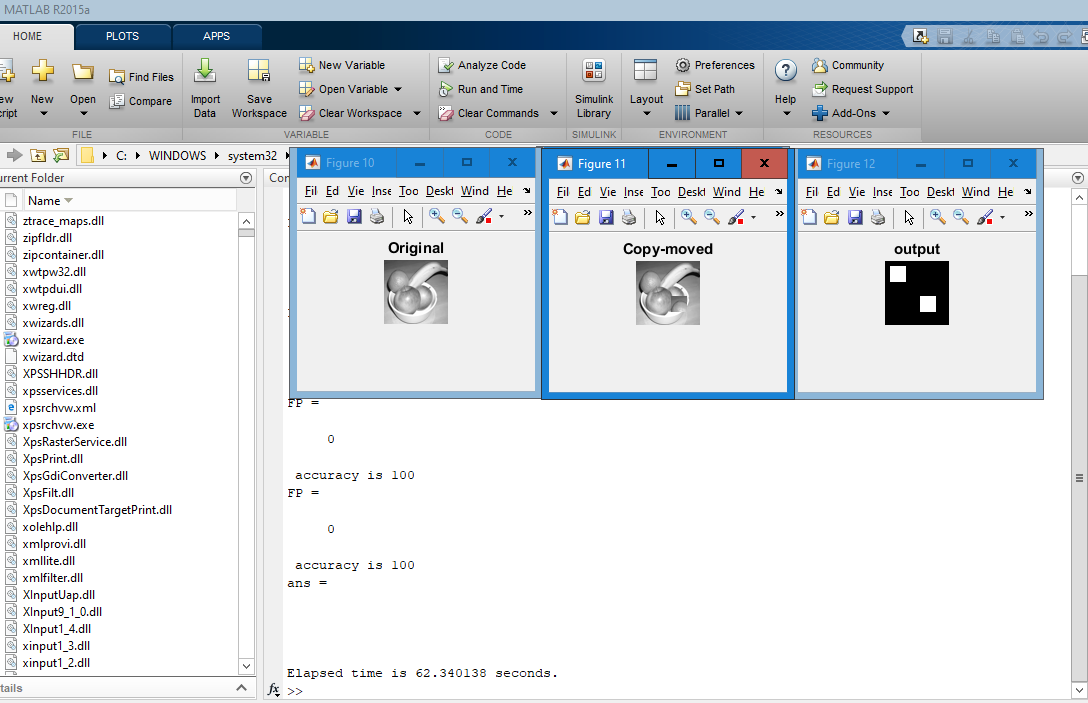 MATLAB R2015a
HOME PLOTS APPS
New Open Find Files Compare
Import Data Save Workspace New Variable Open Variable Clear Workspace
Analyze Code Run and Time Clear Commands
Simulink Library Layout Preferences Set Path Parallel
Help Community Request Support Add-Ons
FILE VARIABLE CODE SIMULINK ENVIRONMENT RESOURCES
C: WINDOWS system32
urrent Folder
Name
ztrace_maps.dll
zipfldr.dll
zipcontainer.dll
xwtpw32.dll
xwtpdui.dll
xwreg.dll
xwizards.dll
xwizard.exe
xwizard.dtd
XPSSHHDR.dll
xpsservices.dll
xpsrchvw.xml
xpsrchvw.exe
XpsRasterService.dll
XpsPrint.dll
XpsGdiConverter.dll
XpsFilt.dll
XpsDocumentTargetPrint.dll
xolehlp.dll
xmlprovi.dll
xmllite.dll
xmlfilter.dll
XInputUap.dll
XInput9_1_0.dll
XInput1_4.dll
xinput1_3.dll
xinput1_2.dll
tails
Con
Figure 10
Fil Ed Vie Inse Too Deskt Wind He
Original
Figure 11
Fil Ed Vie Inse Too Deskt Wind He
Copy-moved
Figure 12
Fil Ed Vie Inse Too Deskt Wind He
output
FP =
0
accuracy is 100
FP =
0
accuracy is 100
ans =
Elapsed time is 62.340138 seconds.
fx >>